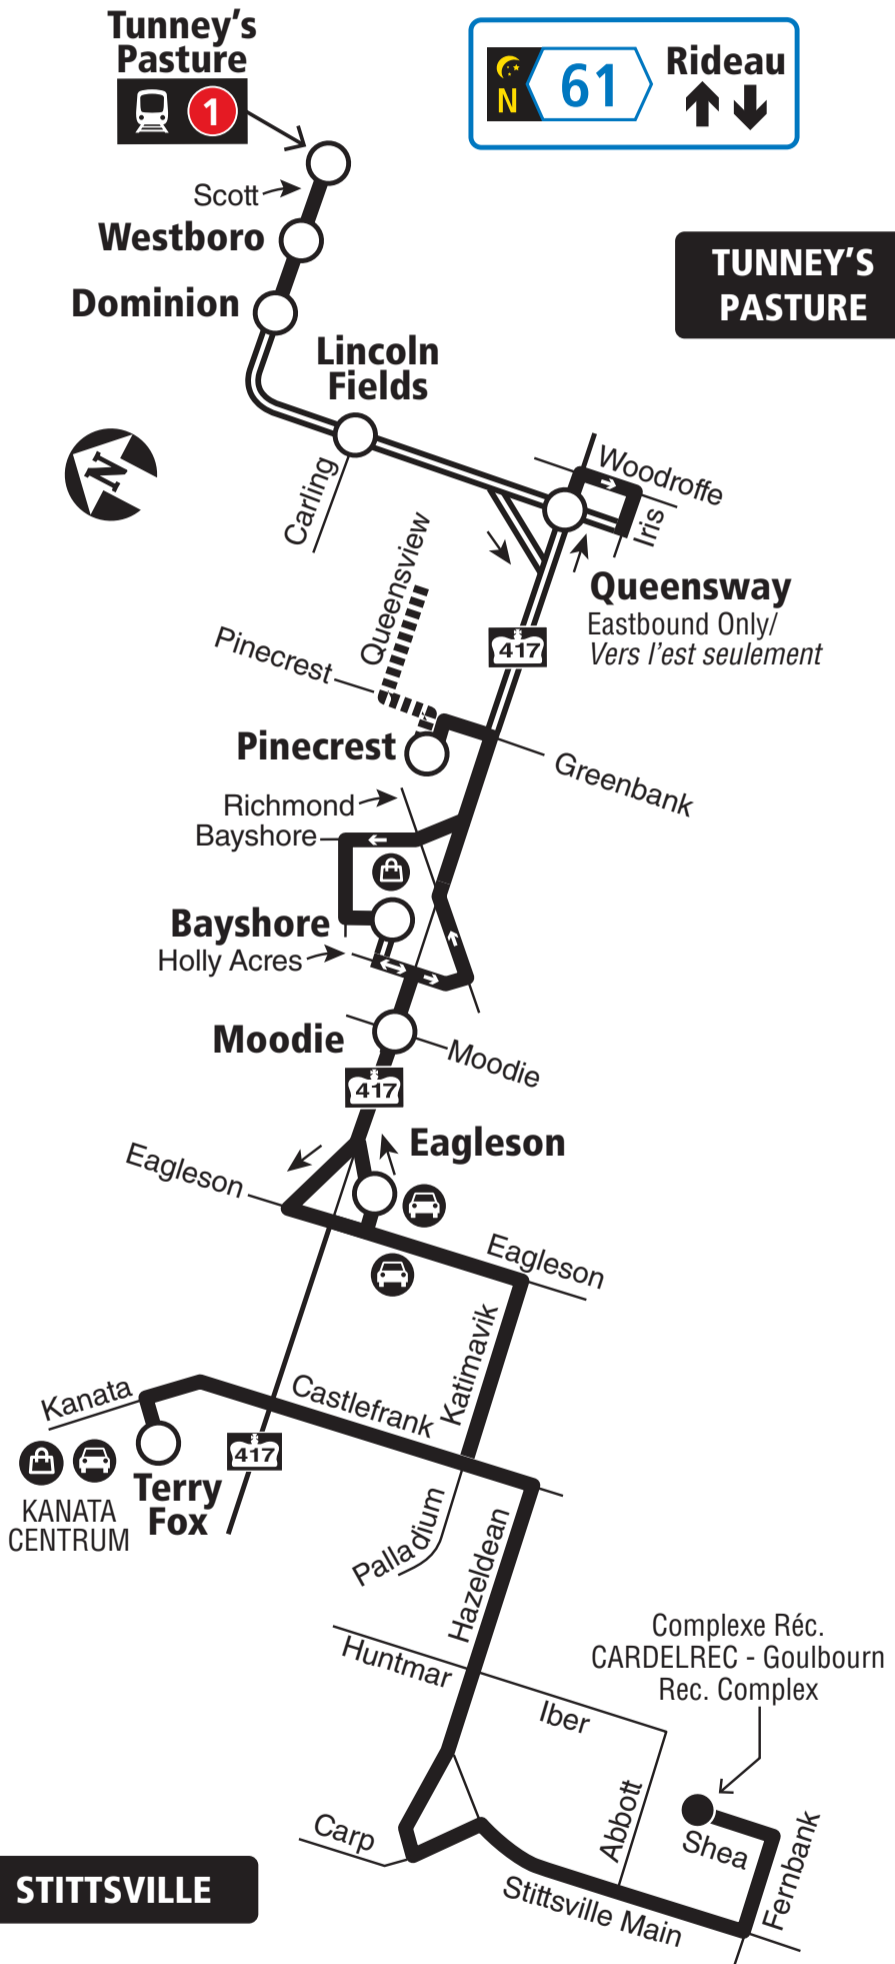 Tunney's
Pasture
1
N
61
Rideau
Scott
Westboro
TUNNEY'S
PASTURE
Dominion
Lincoln
Fields
N
Carling
Woodroffe
Iris
Queensview
Queensway
Eastbound Only/
Vers l'est seulement
417
Pinecrest
Pinecrest
Greenbank
Richmond
Bayshore
Bayshore
Holly Acres
Moodie
Moodie
417
Eagleson
Eagleson
Eagleson
Katimavik
Kanata
Castlefrank
417
Terry
Fox
KANATA
CENTRUM
Palladium
Hazeldean
Huntmar
Complexe Réc.
CARDELREC - Goulbourn
Rec. Complex
Iber
Abbott
Carp
Shea
Fernbank
STITTSVILLE
Stittsville Main